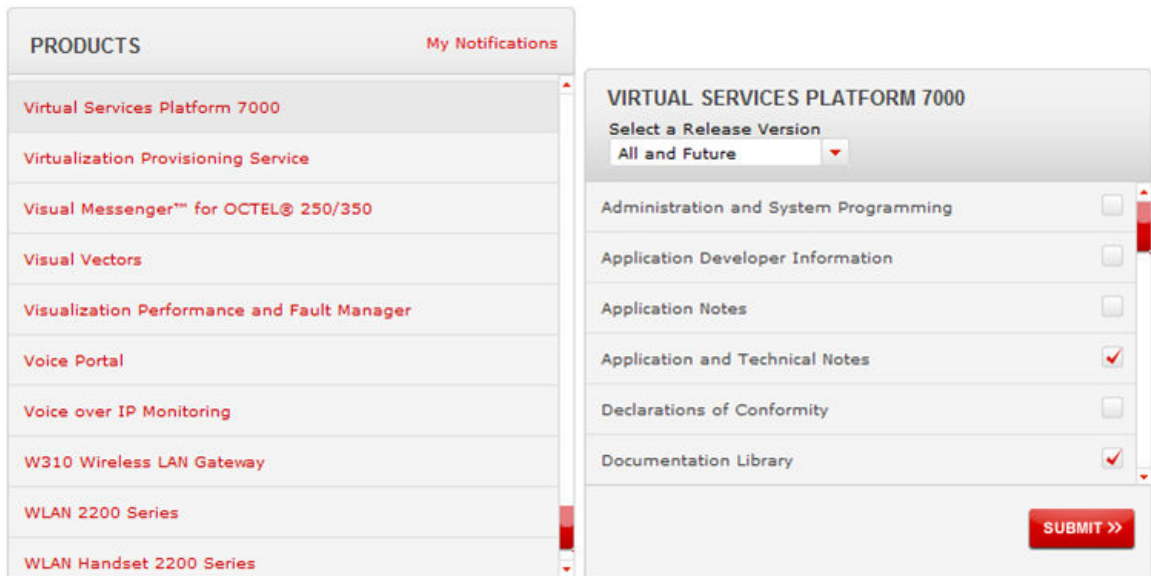 PRODUCTS
My Notifications
Virtual Services Platform 7000
Virtualization Provisioning Service
Visual Messenger™ for OCTEL® 250/350
Visual Vectors
Visualization Performance and Fault Manager
Voice Portal
Voice over IP Monitoring
W310 Wireless LAN Gateway
WLAN 2200 Series
WLAN Handset 2200 Series
VIRTUAL SERVICES PLATFORM 7000
Select a Release Version
All and Future
Administration and System Programming
Application Developer Information
Application Notes
Application and Technical Notes
Declarations of Conformity
Documentation Library
SUBMIT >>